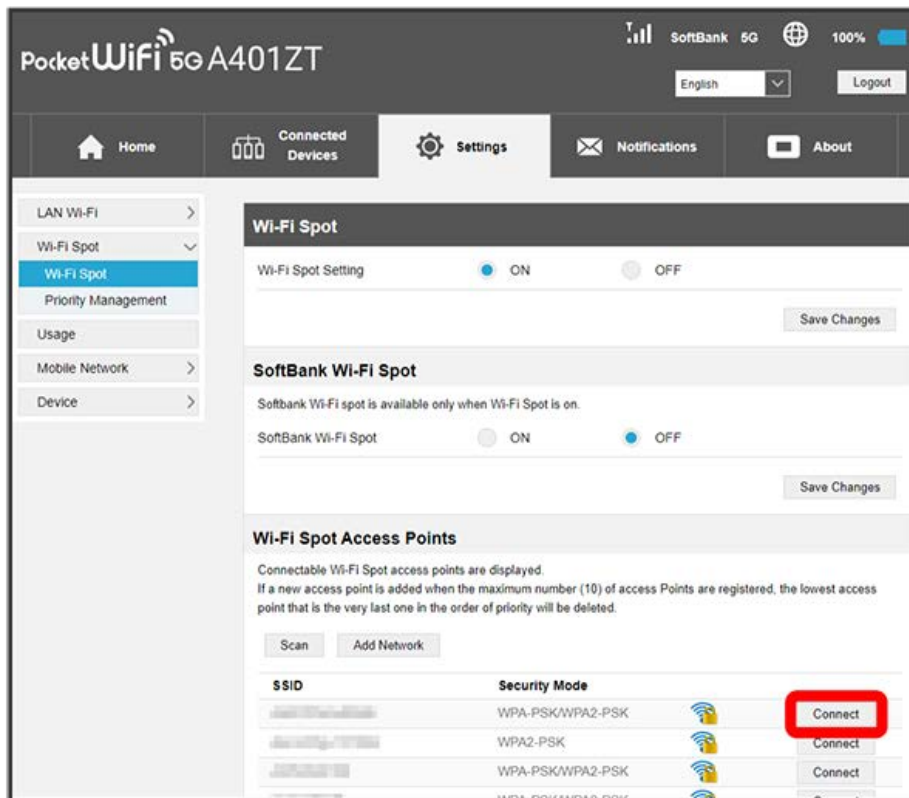 Pocket WiFi 5G A401ZT
SoftBank 5G 100%
English
Logout
Home
Connected Devices
Settings
Notifications
About
LAN Wi-Fi
Wi-Fi Spot
Wi-Fi Spot
Priority Management
Usage
Mobile Network
Device
Wi-Fi Spot
Wi-Fi Spot Setting ON OFF
Save Changes
SoftBank Wi-Fi Spot
Softbank Wi-Fi spot is available only when Wi-Fi Spot is on.
SoftBank Wi-Fi Spot ON OFF
Save Changes
Wi-Fi Spot Access Points
Connectable Wi-Fi Spot access points are displayed.
If a new access point is added when the maximum number (10) of access Points are registered, the lowest access
point that is the very last one in the order of priority will be deleted.
Scan Add Network
SSID Security Mode
WPA-PSK/WPA2-PSK Connect
WPA2-PSK Connect
WPA-PSK/WPA2-PSK Connect